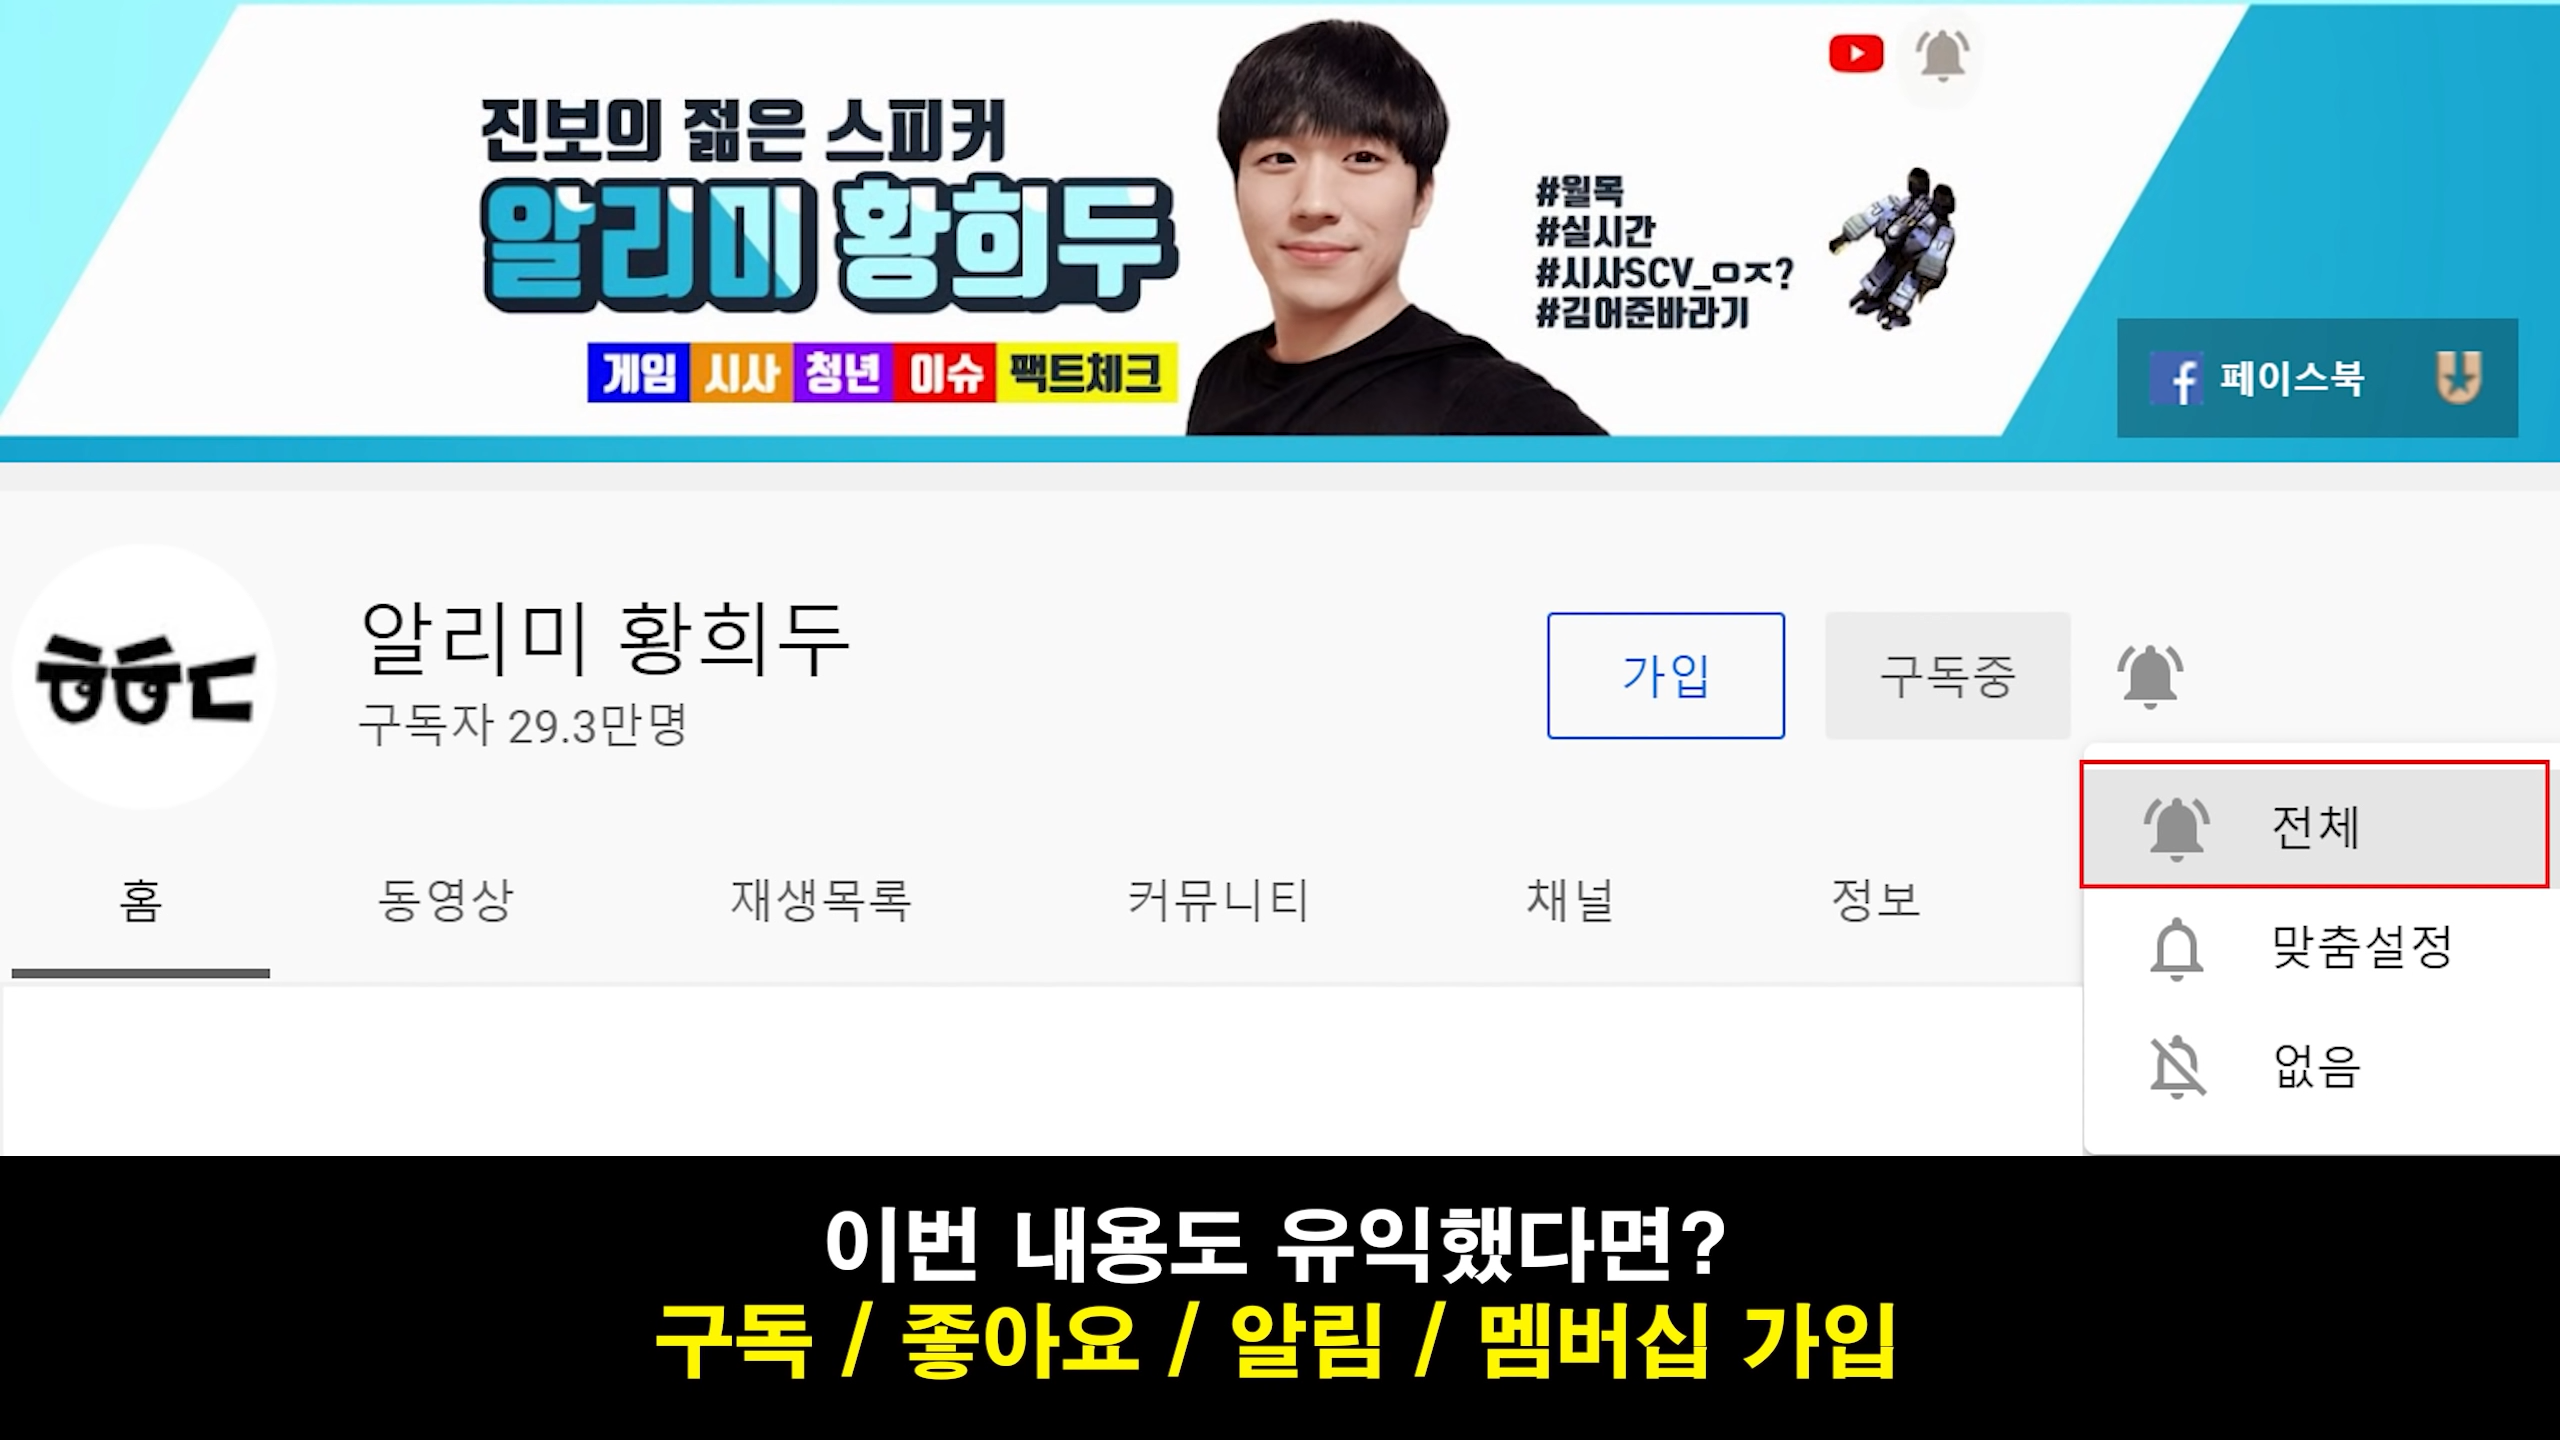 진보의 젊은 스피커
알리미 황희두
게임 시사 청년 이슈 팩트체크
#월목
#실시간
#시사SCV_ㅁㅈ?
#김어준바라기
f 페이스북
ㅎㅎㄷ
알리미 황희두
구독자 29.3만명
가입
구독중
홈
동영상
재생목록
커뮤니티
채널
정보
전체
맞춤설정
없음
이번 내용도 유익했다면?
구독 / 좋아요 / 알림 / 멤버십 가입